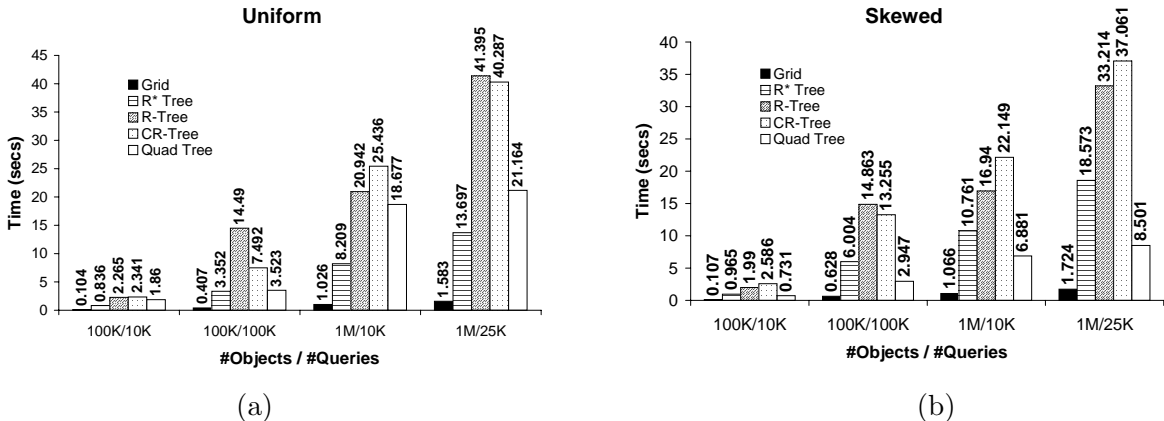 Uniform
Time (secs)
45
40
35
30
25
20
15
10
5
0
Grid
R* Tree
R-Tree
CR-Tree
Quad Tree
0.104
0.836
2.265
2.341
1.86
0.407
3.352
14.49
7.492
3.523
1.026
8.209
20.942
25.436
18.677
1.583
13.697
41.395
40.287
21.164
100K/10K 100K/100K 1M/10K 1M/25K
#Objects / #Queries
(a)
Skewed
Time (secs)
40
35
30
25
20
15
10
5
0
Grid
R* Tree
R-Tree
CR-Tree
Quad Tree
0.107
0.965
1.99
2.586
0.731
0.628
6.004
14.863
13.255
2.947
1.066
10.761
16.94
22.149
6.881
1.724
18.573
33.214
37.061
8.501
100K/10K 100K/100K 1M/10K 1M/25K
#Objects / #Queries
(b)